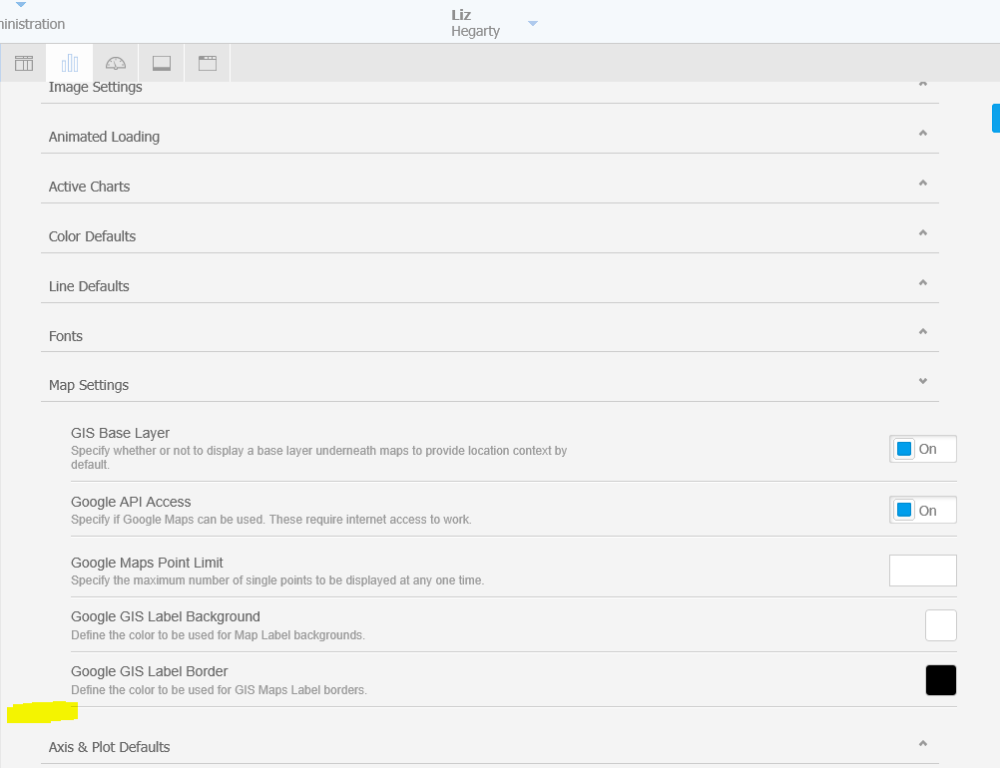 ministration
Liz
Hegarty
Image Settings
Animated Loading
Active Charts
Color Defaults
Line Defaults
Fonts
Map Settings
GIS Base Layer
Specify whether or not to display a base layer underneath maps to provide location context by
default.
On
Google API Access
Specify if Google Maps can be used. These require internet access to work.
On
Google Maps Point Limit
Specify the maximum number of single points to be displayed at any one time.
Google GIS Label Background
Define the color to be used for Map Label backgrounds.
Google GIS Label Border
Define the color to be used for GIS Maps Label borders.
Axis & Plot Defaults